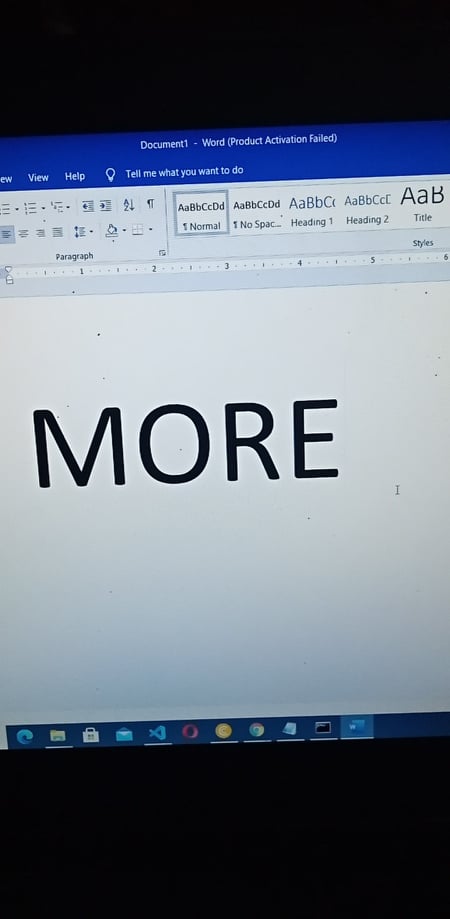 Document1 - Word (Product Activation Failed)
ew View Help Tell me what you want to do
AaBbCcDd AaBbCcDd AaBbC AaBbCcD AaB
¶ Normal ¶ No Spac... Heading 1 Heading 2 Title
Paragraph Styles
1 2 3 4 5 6
MORE